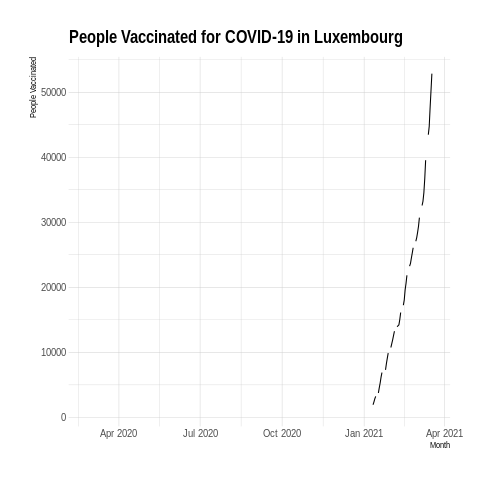 People Vaccinated for COVID-19 in Luxembourg
People Vaccinated
50000
40000
30000
20000
10000
0
Apr 2020
Jul 2020
Oct 2020
Jan 2021
Apr 2021
Month